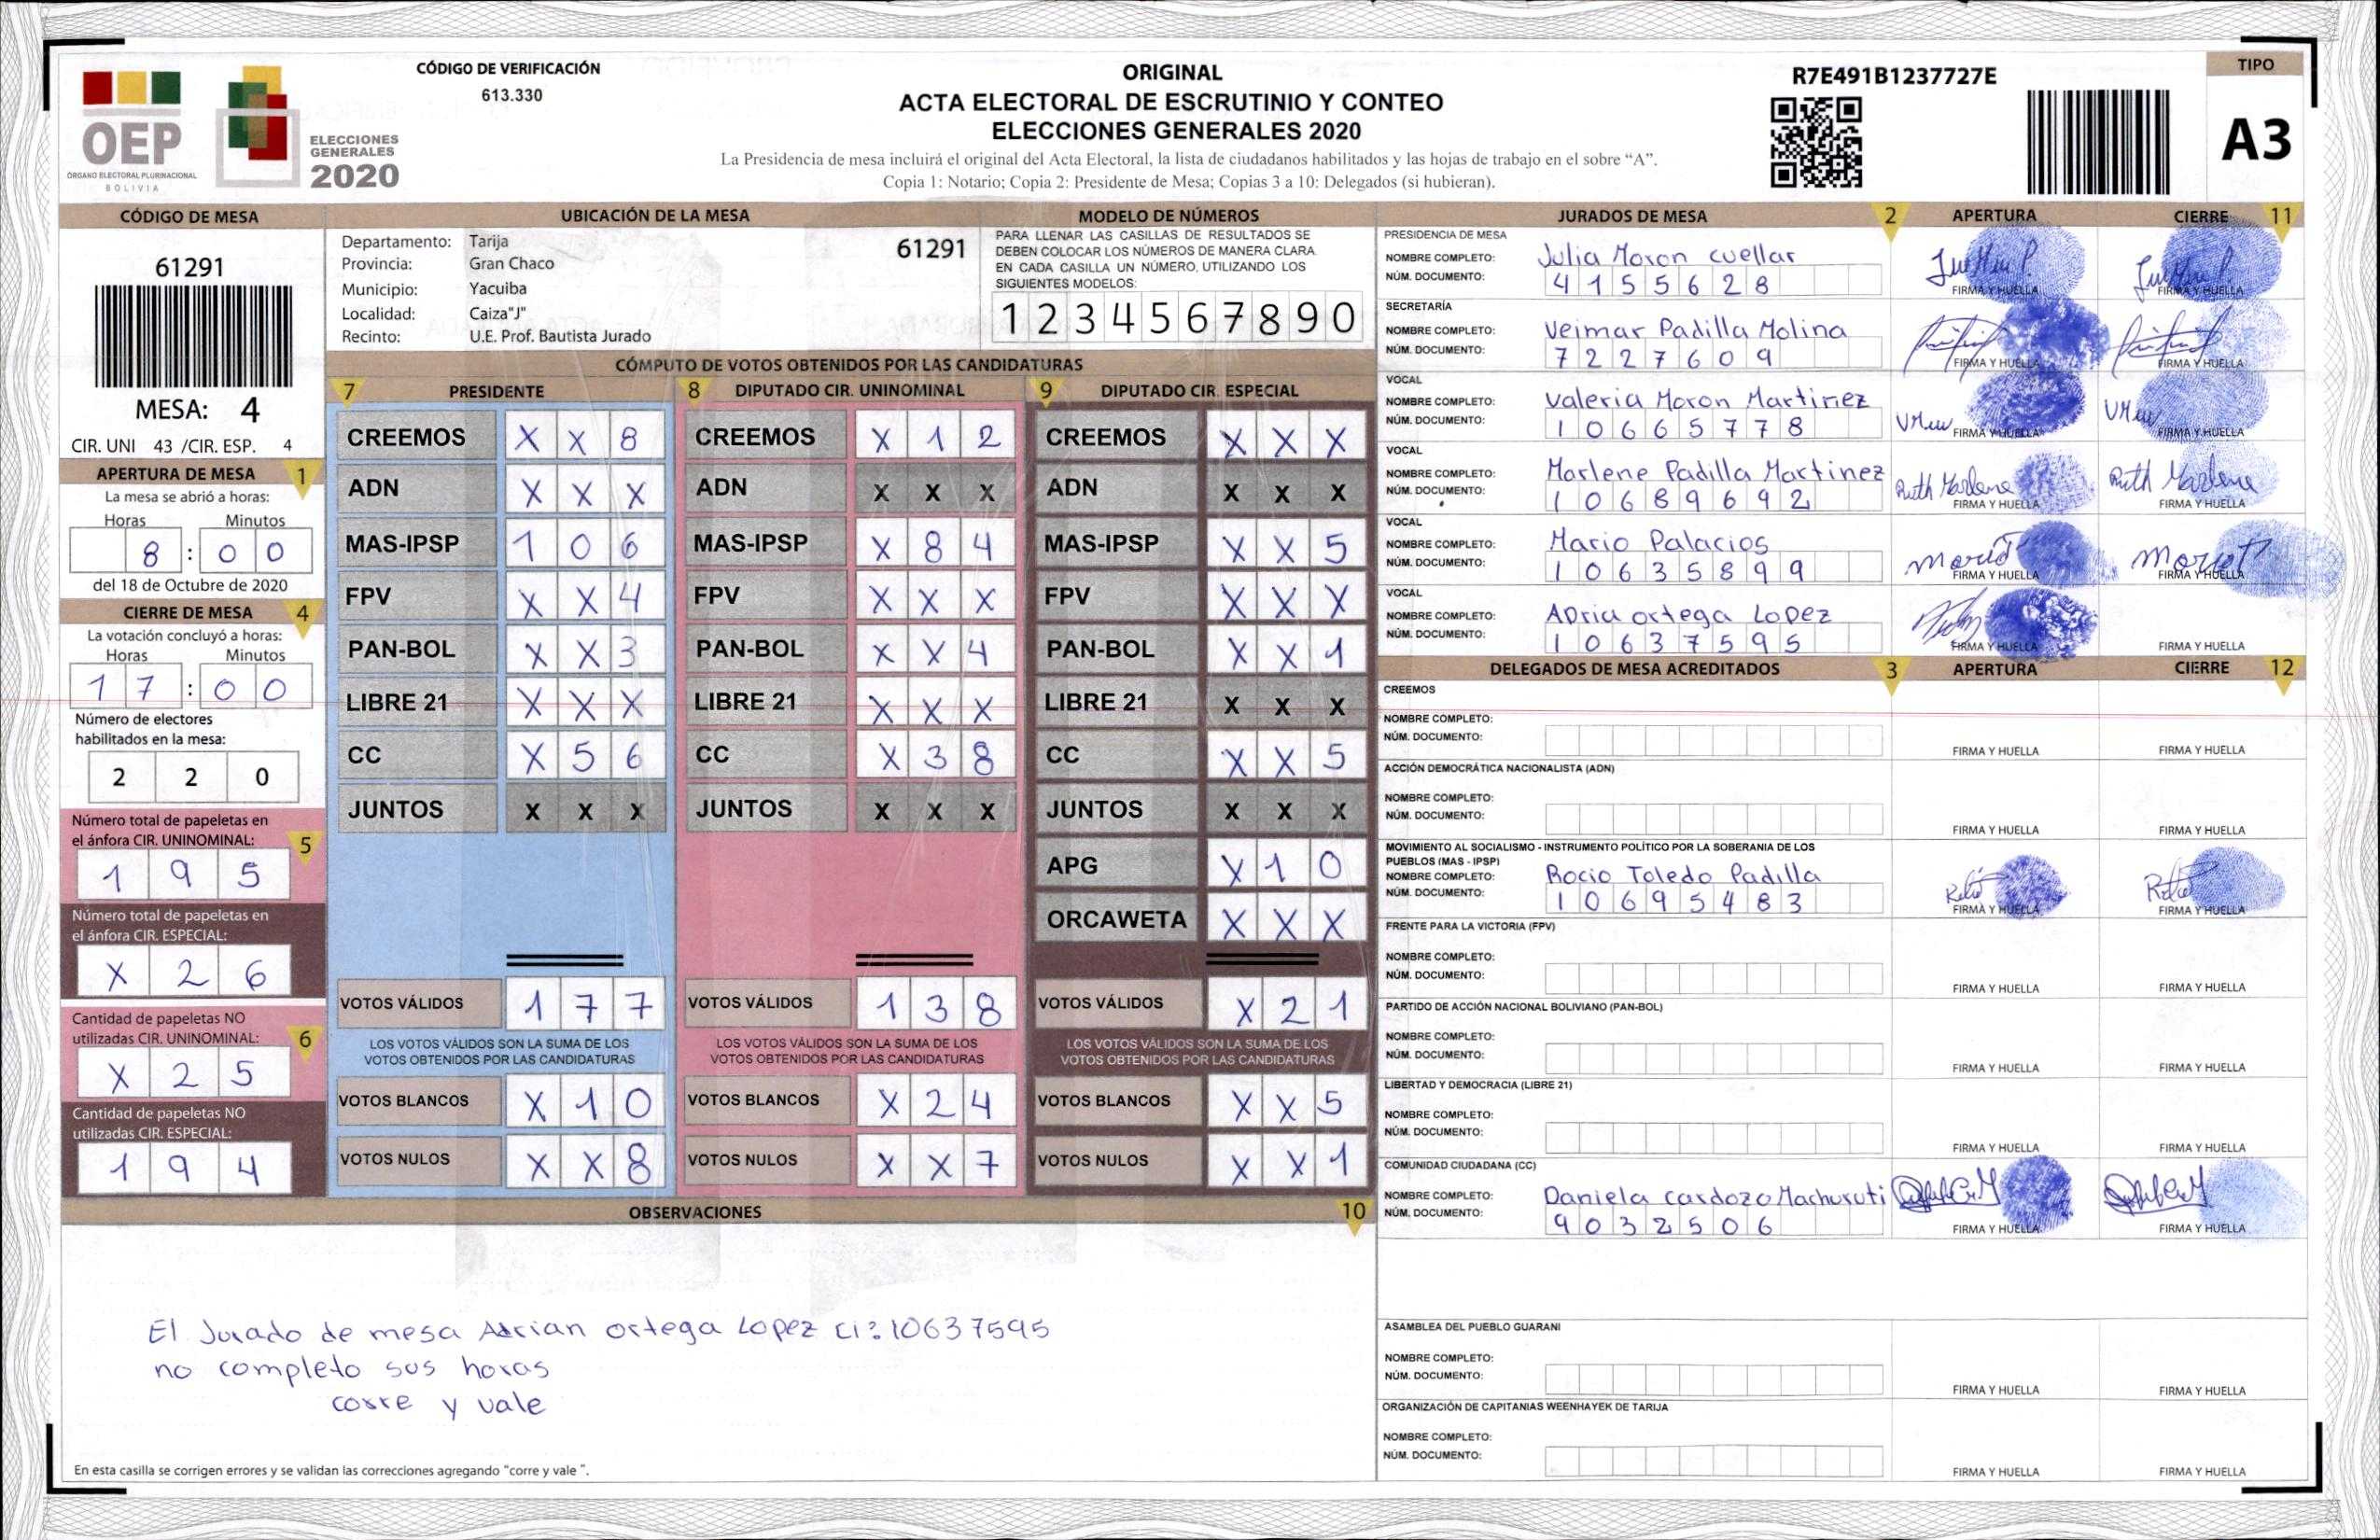 OEP
ÓRGANO ELECTORAL PLURINACIONAL
BOLIVIA
ELECCIONES
GENERALES
2020
CÓDIGO DE VERIFICACIÓN
613.330
ORIGINAL
ACTA ELECTORAL DE ESCRUTINIO Y CONTEO
ELECCIONES GENERALES 2020
La Presidencia de mesa incluirá el original del Acta Electoral, la lista de ciudadanos habilitados y las hojas de trabajo en el sobre “A”.
Copia 1: Notario; Copia 2: Presidente de Mesa; Copias 3 a 10: Delegados (si hubieran).
R7E491B1237727E
TIPO
A3
CÓDIGO DE MESA
61291
MESA: 4
CIR. UNI 43 /CIR. ESP. 4
APERTURA DE MESA 1
La mesa se abrió a horas:
Horas Minutos
8 : 0 0
del 18 de Octubre de 2020
CIERRE DE MESA 4
La votación concluyó a horas:
Horas Minutos
1 7 : 0 0
Número de electores
habilitados en la mesa:
2 2 0
Número total de papeletas en
el ánfora CIR. UNINOMINAL: 5
1 9 5
Número total de papeletas en
el ánfora CIR. ESPECIAL:
X 2 6
Cantidad de papeletas NO
utilizadas CIR. UNINOMINAL: 6
X 2 5
Cantidad de papeletas NO
utilizadas CIR. ESPECIAL:
1 9 4
UBICACIÓN DE LA MESA
Departamento: Tarija 61291
Provincia: Gran Chaco
Municipio: Yacuiba
Localidad: Caiza"J"
Recinto: U.E. Prof. Bautista Jurado
MODELO DE NÚMEROS
PARA LLENAR LAS CASILLAS DE RESULTADOS SE
DEBEN COLOCAR LOS NÚMEROS DE MANERA CLARA.
EN CADA CASILLA UN NÚMERO, UTILIZANDO LOS
SIGUIENTES MODELOS:
1 2 3 4 5 6 7 8 9 0
CÓMPUTO DE VOTOS OBTENIDOS POR LAS CANDIDATURAS
7 PRESIDENTE
CREEMOS X X 8
ADN X X X
MAS-IPSP 1 0 6
FPV X X 4
PAN-BOL X X 3
LIBRE 21 X X X
CC X 5 6
JUNTOS X X X
VOTOS VÁLIDOS 1 7 7
LOS VOTOS VÁLIDOS SON LA SUMA DE LOS
VOTOS OBTENIDOS POR LAS CANDIDATURAS
VOTOS BLANCOS X 1 0
VOTOS NULOS X X 8
8 DIPUTADO CIR. UNINOMINAL
CREEMOS X 1 2
ADN X X X
MAS-IPSP X 8 4
FPV X X X
PAN-BOL X X 4
LIBRE 21 X X X
CC X 3 8
JUNTOS X X X
VOTOS VÁLIDOS 1 3 8
LOS VOTOS VÁLIDOS SON LA SUMA DE LOS
VOTOS OBTENIDOS POR LAS CANDIDATURAS
VOTOS BLANCOS X 2 4
VOTOS NULOS X X 7
9 DIPUTADO CIR. ESPECIAL
CREEMOS X X X
ADN X X X
MAS-IPSP X X 5
FPV X X X
PAN-BOL X X 1
LIBRE 21 X X X
CC X X 5
JUNTOS X X X
APG X 1 0
ORCAWETA X X X
VOTOS VÁLIDOS X 2 1
LOS VOTOS VÁLIDOS SON LA SUMA DE LOS
VOTOS OBTENIDOS POR LAS CANDIDATURAS
VOTOS BLANCOS X X 5
VOTOS NULOS X X 1
OBSERVACIONES 10
El Jurado de mesa Adrian ortega Lopez ci: 10637595
no completo sus horas
corre y vale
En esta casilla se corrigen errores y se validan las correcciones agregando "corre y vale ".
JURADOS DE MESA 2 APERTURA CIERRE 11
PRESIDENCIA DE MESA
NOMBRE COMPLETO: Julia Moron cuellar
NÚM. DOCUMENTO: 4 1 5 5 6 2 8
FIRMA Y HUELLA FIRMA Y HUELLA
SECRETARÍA
NOMBRE COMPLETO: Veimar Padilla Molina
NÚM. DOCUMENTO: 7 2 2 7 6 0 9
FIRMA Y HUELLA FIRMA Y HUELLA
VOCAL
NOMBRE COMPLETO: Valeria Moron Martinez
NÚM. DOCUMENTO: 1 0 6 6 5 7 7 8
FIRMA Y HUELLA FIRMA Y HUELLA
VOCAL
NOMBRE COMPLETO: Marlene Padilla Martinez
NÚM. DOCUMENTO: 1 0 6 8 9 6 9 2
Ruth Marlene Ruth Marlene
FIRMA Y HUELLA FIRMA Y HUELLA
VOCAL
NOMBRE COMPLETO: Mario Palacios
NÚM. DOCUMENTO: 1 0 6 3 5 8 9 9
FIRMA Y HUELLA FIRMA Y HUELLA
VOCAL
NOMBRE COMPLETO: ADria ortega Lopez
NÚM. DOCUMENTO: 1 0 6 3 7 5 9 5
FIRMA Y HUELLA FIRMA Y HUELLA
DELEGADOS DE MESA ACREDITADOS 3 APERTURA CIERRE 12
CREEMOS
NOMBRE COMPLETO:
NÚM. DOCUMENTO:
FIRMA Y HUELLA FIRMA Y HUELLA
ACCIÓN DEMOCRÁTICA NACIONALISTA (ADN)
NOMBRE COMPLETO:
NÚM. DOCUMENTO:
FIRMA Y HUELLA FIRMA Y HUELLA
MOVIMIENTO AL SOCIALISMO - INSTRUMENTO POLÍTICO POR LA SOBERANIA DE LOS
PUEBLOS (MAS - IPSP)
NOMBRE COMPLETO: Rocio Toledo Padilla
NÚM. DOCUMENTO: 1 0 6 9 5 4 8 3
FIRMA Y HUELLA FIRMA Y HUELLA
FRENTE PARA LA VICTORIA (FPV)
NOMBRE COMPLETO:
NÚM. DOCUMENTO:
FIRMA Y HUELLA FIRMA Y HUELLA
PARTIDO DE ACCIÓN NACIONAL BOLIVIANO (PAN-BOL)
NOMBRE COMPLETO:
NÚM. DOCUMENTO:
FIRMA Y HUELLA FIRMA Y HUELLA
LIBERTAD Y DEMOCRACIA (LIBRE 21)
NOMBRE COMPLETO:
NÚM. DOCUMENTO:
FIRMA Y HUELLA FIRMA Y HUELLA
COMUNIDAD CIUDADANA (CC)
NOMBRE COMPLETO: Daniela cardozo Machuruti
NÚM. DOCUMENTO: 9 0 3 2 5 0 6
FIRMA Y HUELLA FIRMA Y HUELLA
ASAMBLEA DEL PUEBLO GUARANI
NOMBRE COMPLETO:
NÚM. DOCUMENTO:
FIRMA Y HUELLA FIRMA Y HUELLA
ORGANIZACIÓN DE CAPITANIAS WEENHAYEK DE TARIJA
NOMBRE COMPLETO:
NÚM. DOCUMENTO:
FIRMA Y HUELLA FIRMA Y HUELLA